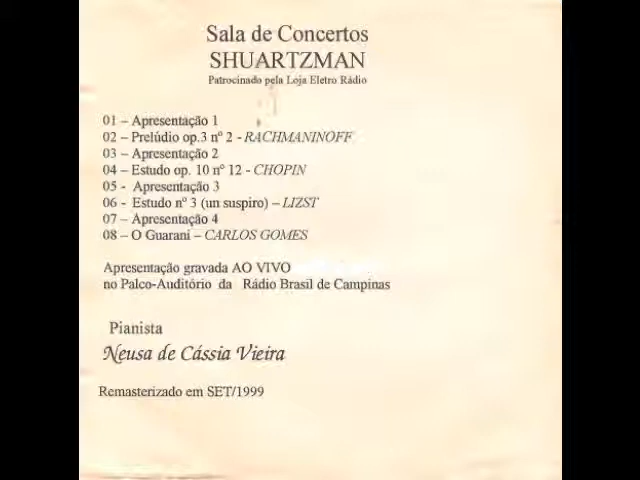 Sala de Concertos
SHUARTZMAN
Patrocinado pela Loja Eletro Rádio
01 – Apresentação 1
02 – Prelúdio op.3 nº 2 - RACHMANINOFF
03 – Apresentação 2
04 – Estudo op. 10 nº 12 - CHOPIN
05 - Apresentação 3
06 - Estudo nº 3 (un suspiro) – LIZST
07 – Apresentação 4
08 – O Guarani – CARLOS GOMES
Apresentação gravada AO VIVO
no Palco-Auditório da Rádio Brasil de Campinas
Pianista
Neusa de Cássia Vieira
Remasterizado em SET/1999